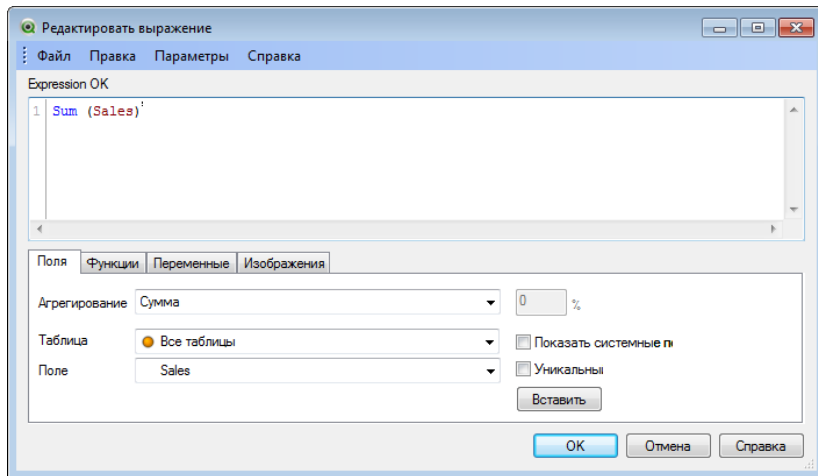 Редактировать выражение
Файл Правка Параметры Справка
Expression OK
1 Sum (Sales)
Поля Функции Переменные Изображения
Агрегирование Сумма 0 %
Таблица Все таблицы Показать системные п
Поле Sales Уникальны
Вставить
OK Отмена Справка